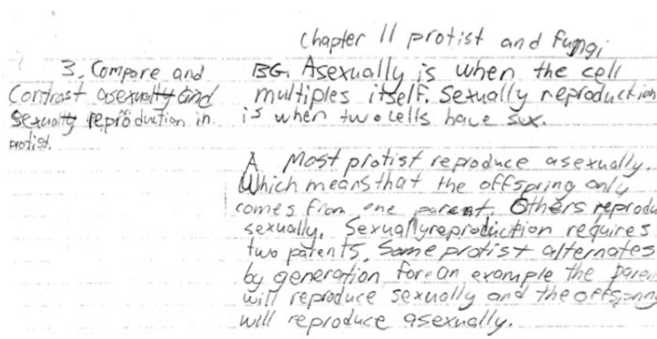 Chapter 11 protist and Fungi
3. Compare and
Contrast asexually and
sexually reproduction in
protist.
BG. Asexually is when the cell
multiples itself. Sexually reproduction
is when two cells have sex.
A Most protist reproduce asexually.
Which means that the offspring only
comes from one parent. Others reprodu
sexually. Sexuallyreproduction requires
two patents. Some protist alternates
by generation fore an example the paren
will reproduce sexually and the offspring
will reproduce asexually.